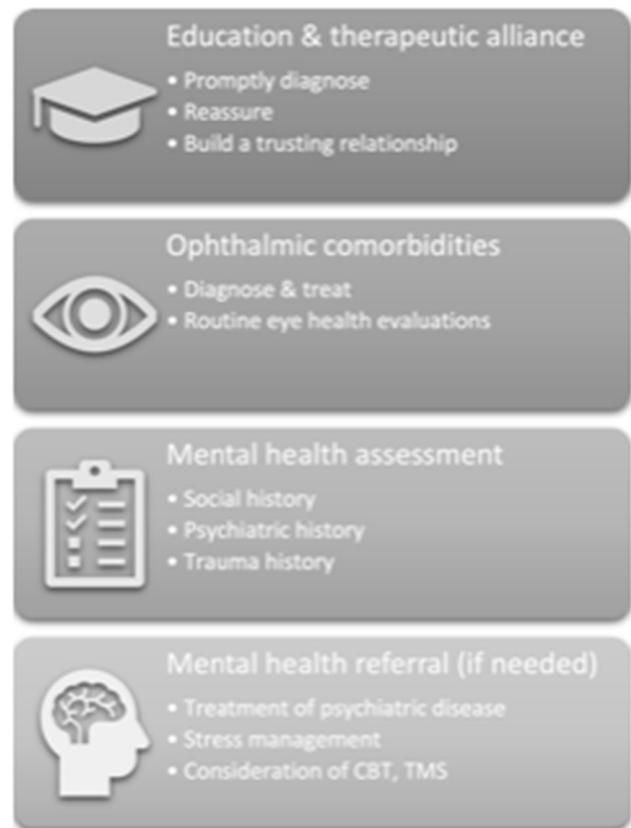 Education & therapeutic alliance
• Promptly diagnose
• Reassure
• Build a trusting relationship
Ophthalmic comorbidities
• Diagnose & treat
• Routine eye health evaluations
Mental health assessment
• Social history
• Psychiatric history
• Trauma history
Mental health referral (if needed)
• Treatment of psychiatric disease
• Stress management
• Consideration of CBT, TMS